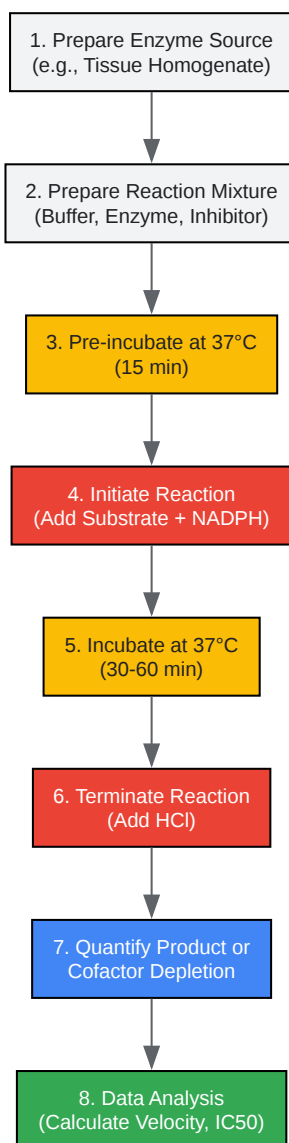 1. Prepare Enzyme Source
(e.g., Tissue Homogenate)
2. Prepare Reaction Mixture
(Buffer, Enzyme, Inhibitor)
3. Pre-incubate at 37°C
(15 min)
4. Initiate Reaction
(Add Substrate + NADPH)
5. Incubate at 37°C
(30-60 min)
6. Terminate Reaction
(Add HCl)
7. Quantify Product or
Cofactor Depletion
8. Data Analysis
(Calculate Velocity, IC50)